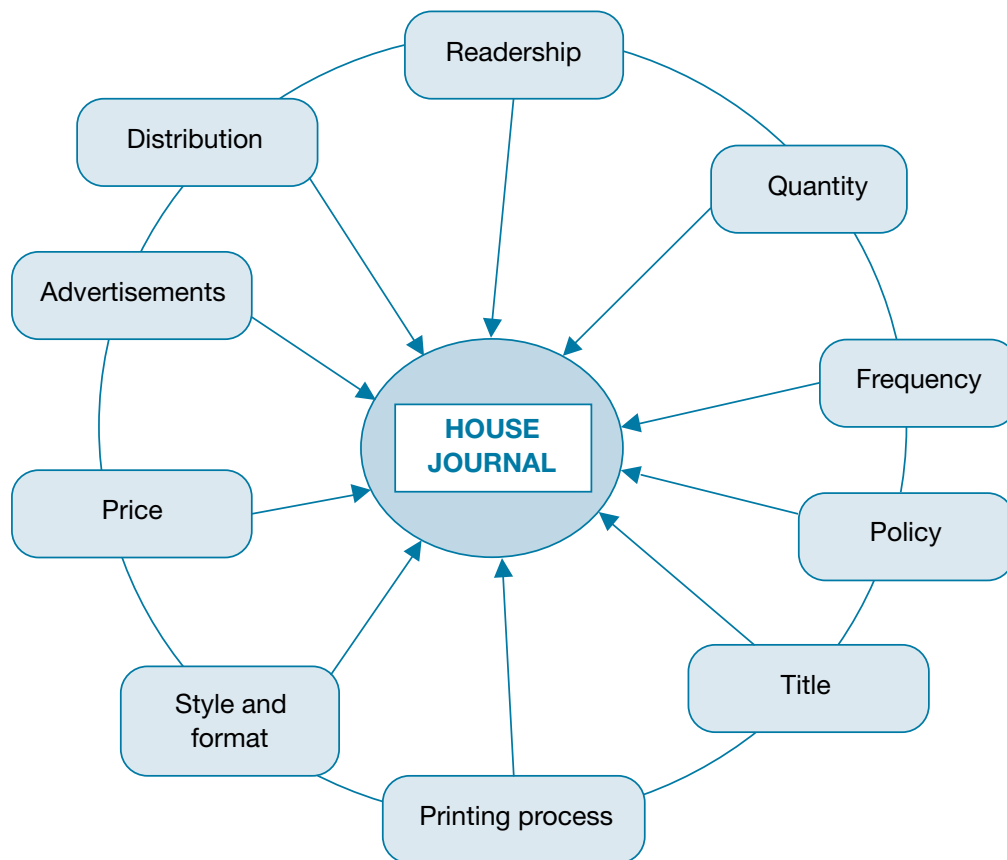 Readership
Distribution
Quantity
Advertisements
Frequency
HOUSE
JOURNAL
Price
Policy
Title
Style and
format
Printing process